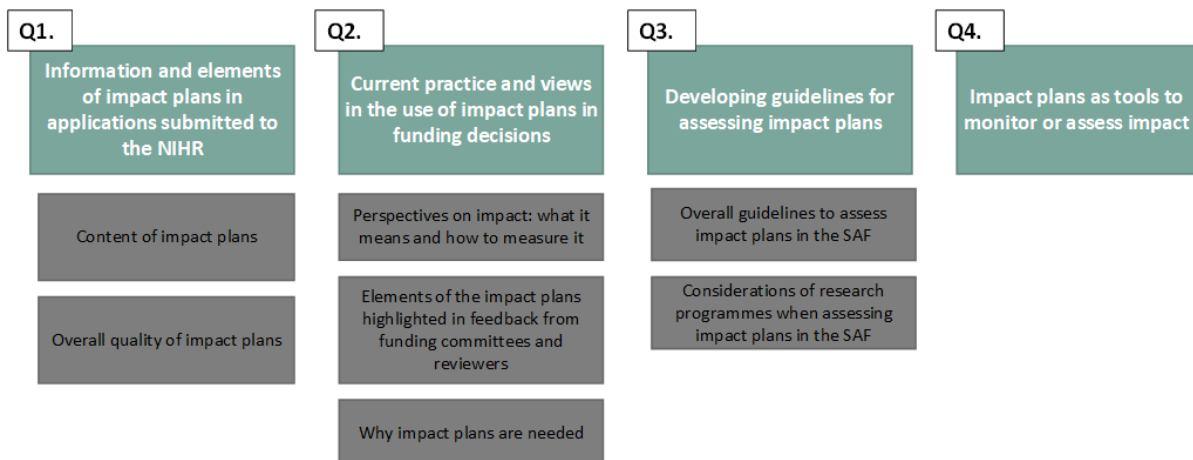 Q1.
Information and elements
of impact plans in
applications submitted to
the NIHR
Content of impact plans
Overall quality of impact plans
Q2.
Current practice and views
in the use of impact plans in
funding decisions
Perspectives on impact: what it
means and how to measure it
Elements of the impact plans
highlighted in feedback from
funding committees and
reviewers
Why impact plans are needed
Q3.
Developing guidelines for
assessing impact plans
Overall guidelines to assess
impact plans in the SAF
Considerations of research
programmes when assessing
impact plans in the SAF
Q4.
Impact plans as tools to
monitor or assess impact